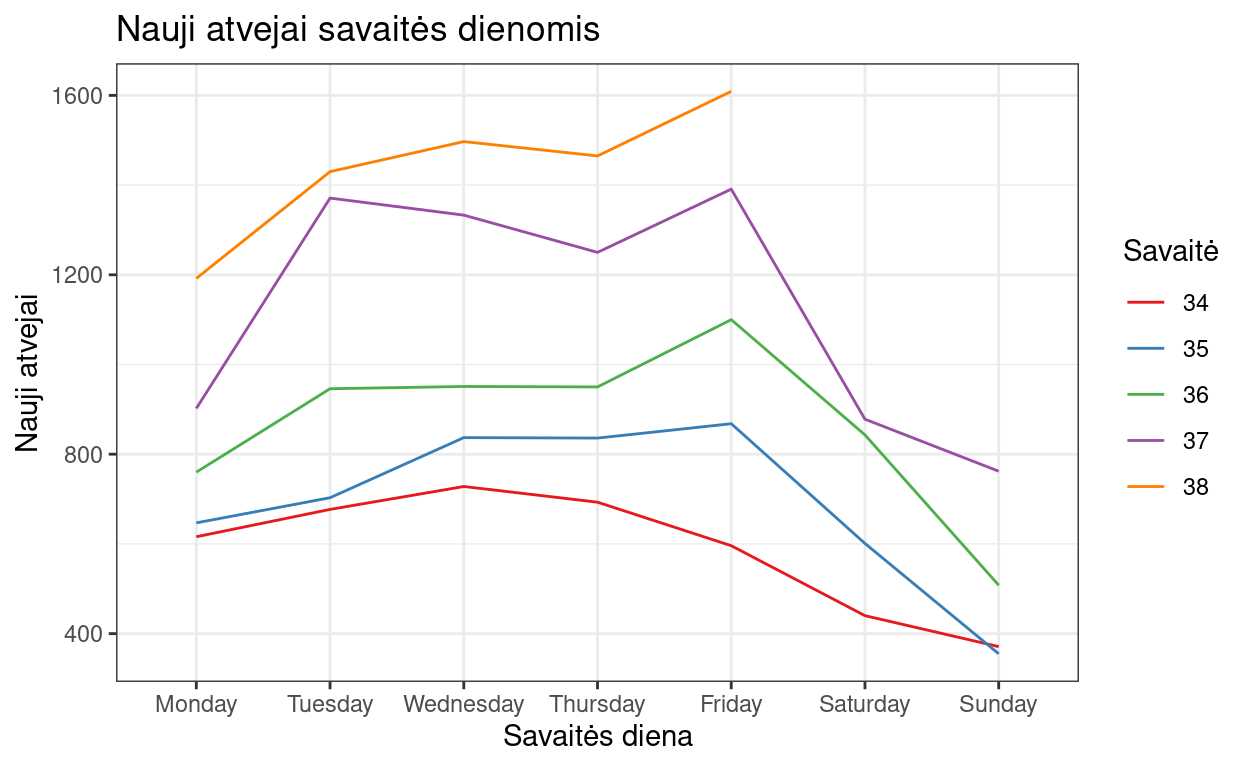 Nauji atvejai savaitės dienomis
Nauji atvejai
1600
1200
800
400
Monday Tuesday Wednesday Thursday Friday Saturday Sunday
Savaitės diena
Savaitė
34
35
36
37
38